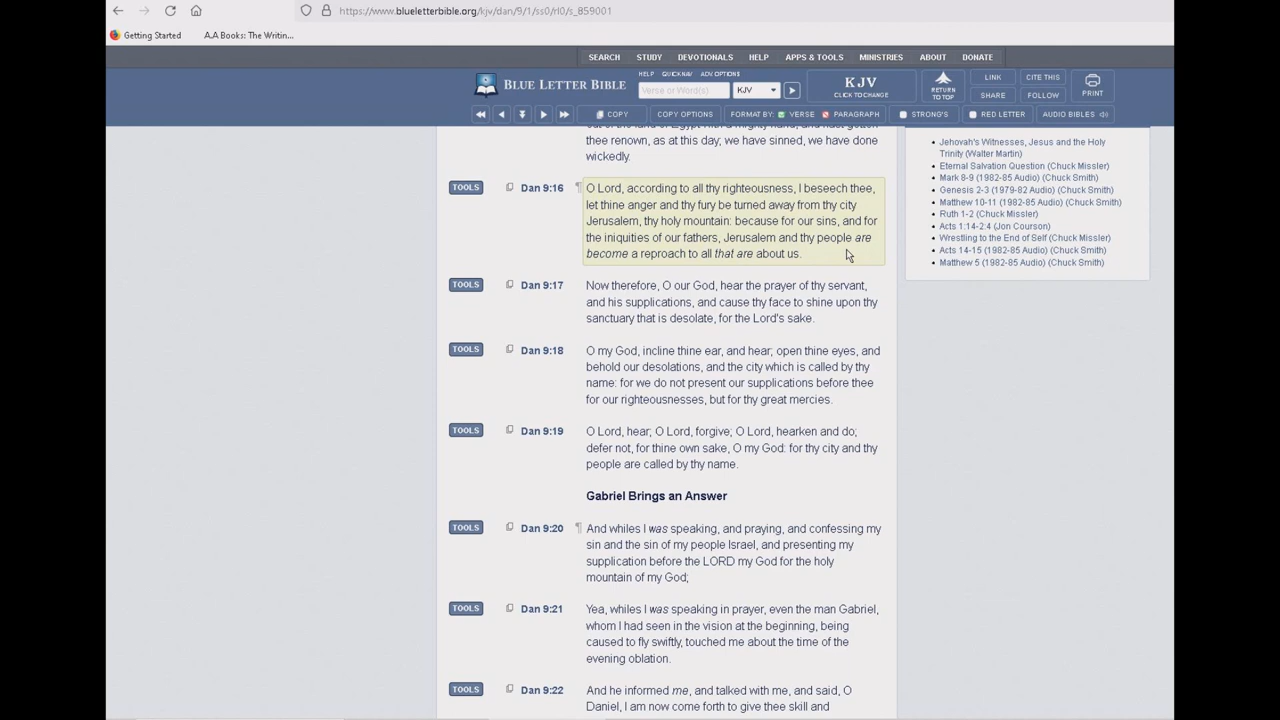 https://www.blueletterbible.org/kjv/dan/9/1/ss0/rl0/s_859001
Getting Started
A.A Books: The Writin...
SEARCH STUDY DEVOTIONALS HELP APPS & TOOLS MINISTRIES ABOUT DONATE
BLUE LETTER BIBLE
HELP QUICKNAV ADV OPTIONS
Verse or Word(s)
KJV
KJV
CLICK TO CHANGE
RETURN
TO TOP
LINK
CITE THIS
SHARE
FOLLOW
PRINT
COPY
COPY OPTIONS
FORMAT BY: VERSE PARAGRAPH
STRONG'S
RED LETTER
AUDIO BIBLES
thee renown, as at this day; we have sinned, we have done
wickedly.
TOOLS Dan 9:16 ¶ O Lord, according to all thy righteousness, I beseech thee,
let thine anger and thy fury be turned away from thy city
Jerusalem, thy holy mountain: because for our sins, and for
the iniquities of our fathers, Jerusalem and thy people are
become a reproach to all that are about us.
TOOLS Dan 9:17 Now therefore, O our God, hear the prayer of thy servant,
and his supplications, and cause thy face to shine upon thy
sanctuary that is desolate, for the Lord's sake.
TOOLS Dan 9:18 O my God, incline thine ear, and hear; open thine eyes, and
behold our desolations, and the city which is called by thy
name: for we do not present our supplications before thee
for our righteousnesses, but for thy great mercies.
TOOLS Dan 9:19 O Lord, hear; O Lord, forgive; O Lord, hearken and do;
defer not, for thine own sake, O my God: for thy city and thy
people are called by thy name.
Gabriel Brings an Answer
TOOLS Dan 9:20 ¶ And whiles I was speaking, and praying, and confessing my
sin and the sin of my people Israel, and presenting my
supplication before the LORD my God for the holy
mountain of my God;
TOOLS Dan 9:21 Yea, whiles I was speaking in prayer, even the man Gabriel,
whom I had seen in the vision at the beginning, being
caused to fly swiftly, touched me about the time of the
evening oblation.
TOOLS Dan 9:22 And he informed me, and talked with me, and said, O
Daniel, I am now come forth to give thee skill and
Jehovah's Witnesses, Jesus and the Holy
Trinity (Walter Martin)
Eternal Salvation Question (Chuck Missler)
Mark 8-9 (1982-85 Audio) (Chuck Smith)
Genesis 2-3 (1979-82 Audio) (Chuck Smith)
Matthew 10-11 (1982-85 Audio) (Chuck Smith)
Ruth 1-2 (Chuck Missler)
Acts 1:14-2:4 (Jon Courson)
Wrestling to the End of Self (Chuck Missler)
Acts 14-15 (1982-85 Audio) (Chuck Smith)
Matthew 5 (1982-85 Audio) (Chuck Smith)